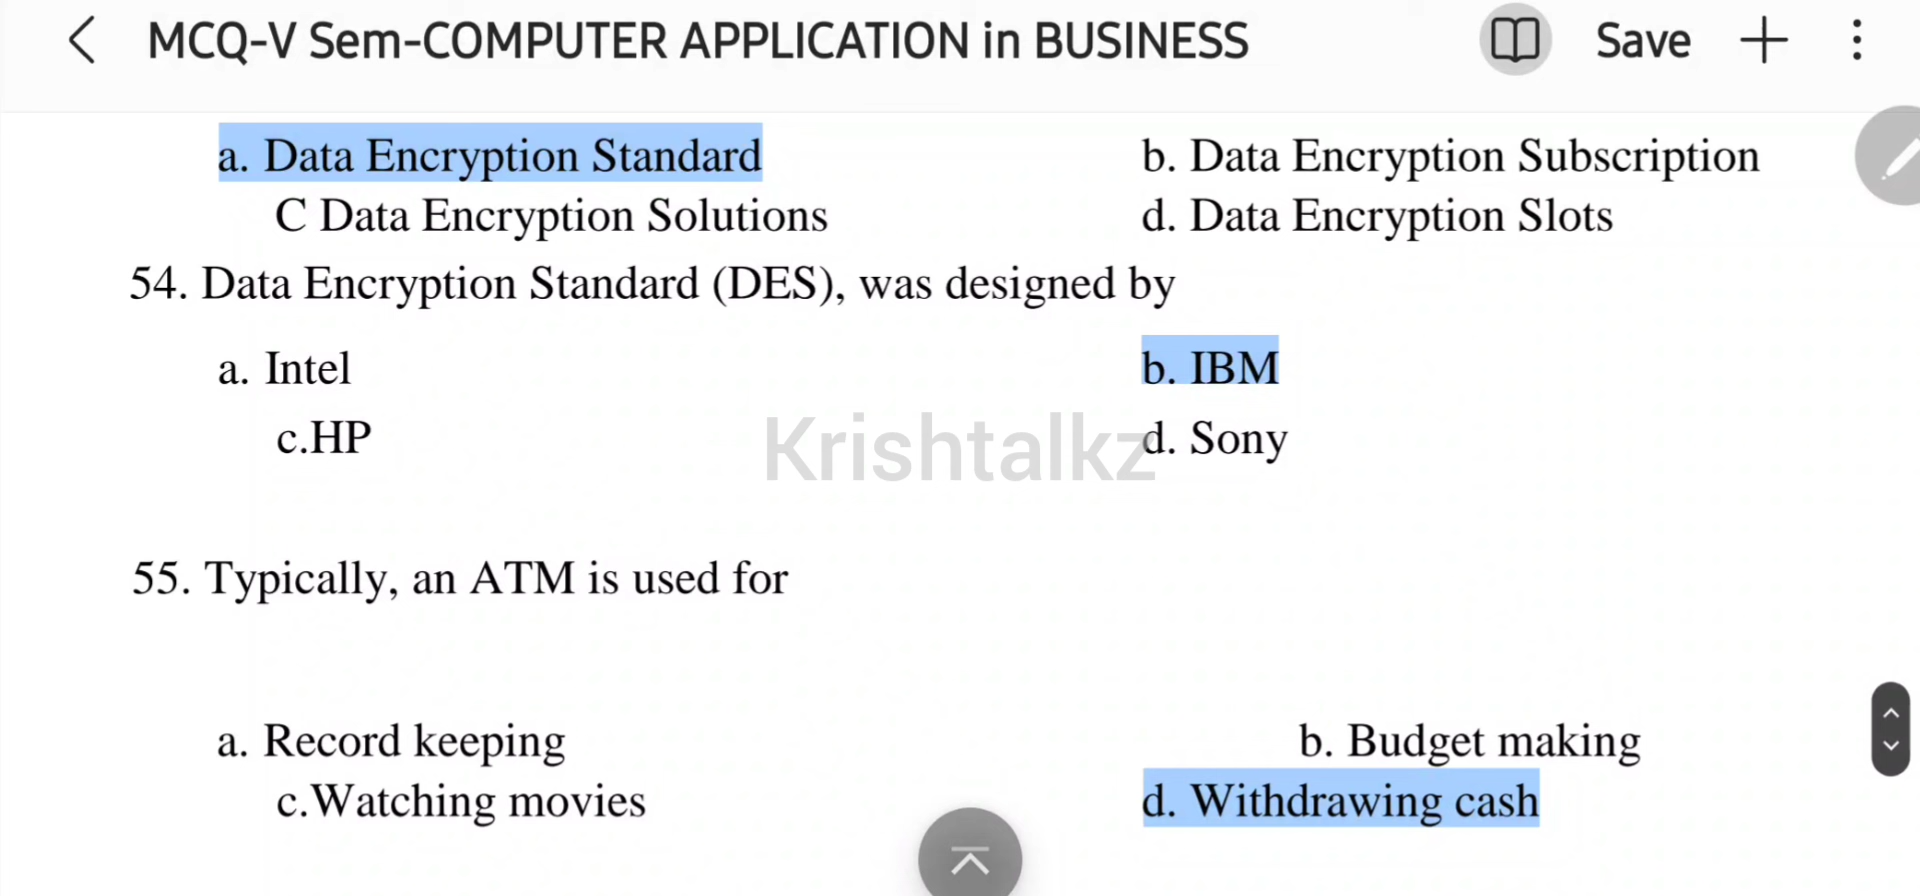 MCQ-V Sem-COMPUTER APPLICATION in BUSINESS Save
a. Data Encryption Standard b. Data Encryption Subscription
C Data Encryption Solutions d. Data Encryption Slots
54. Data Encryption Standard (DES), was designed by
a. Intel b. IBM
c.HP d. Sony
Krishtalkz
55. Typically, an ATM is used for
a. Record keeping b. Budget making
c.Watching movies d. Withdrawing cash